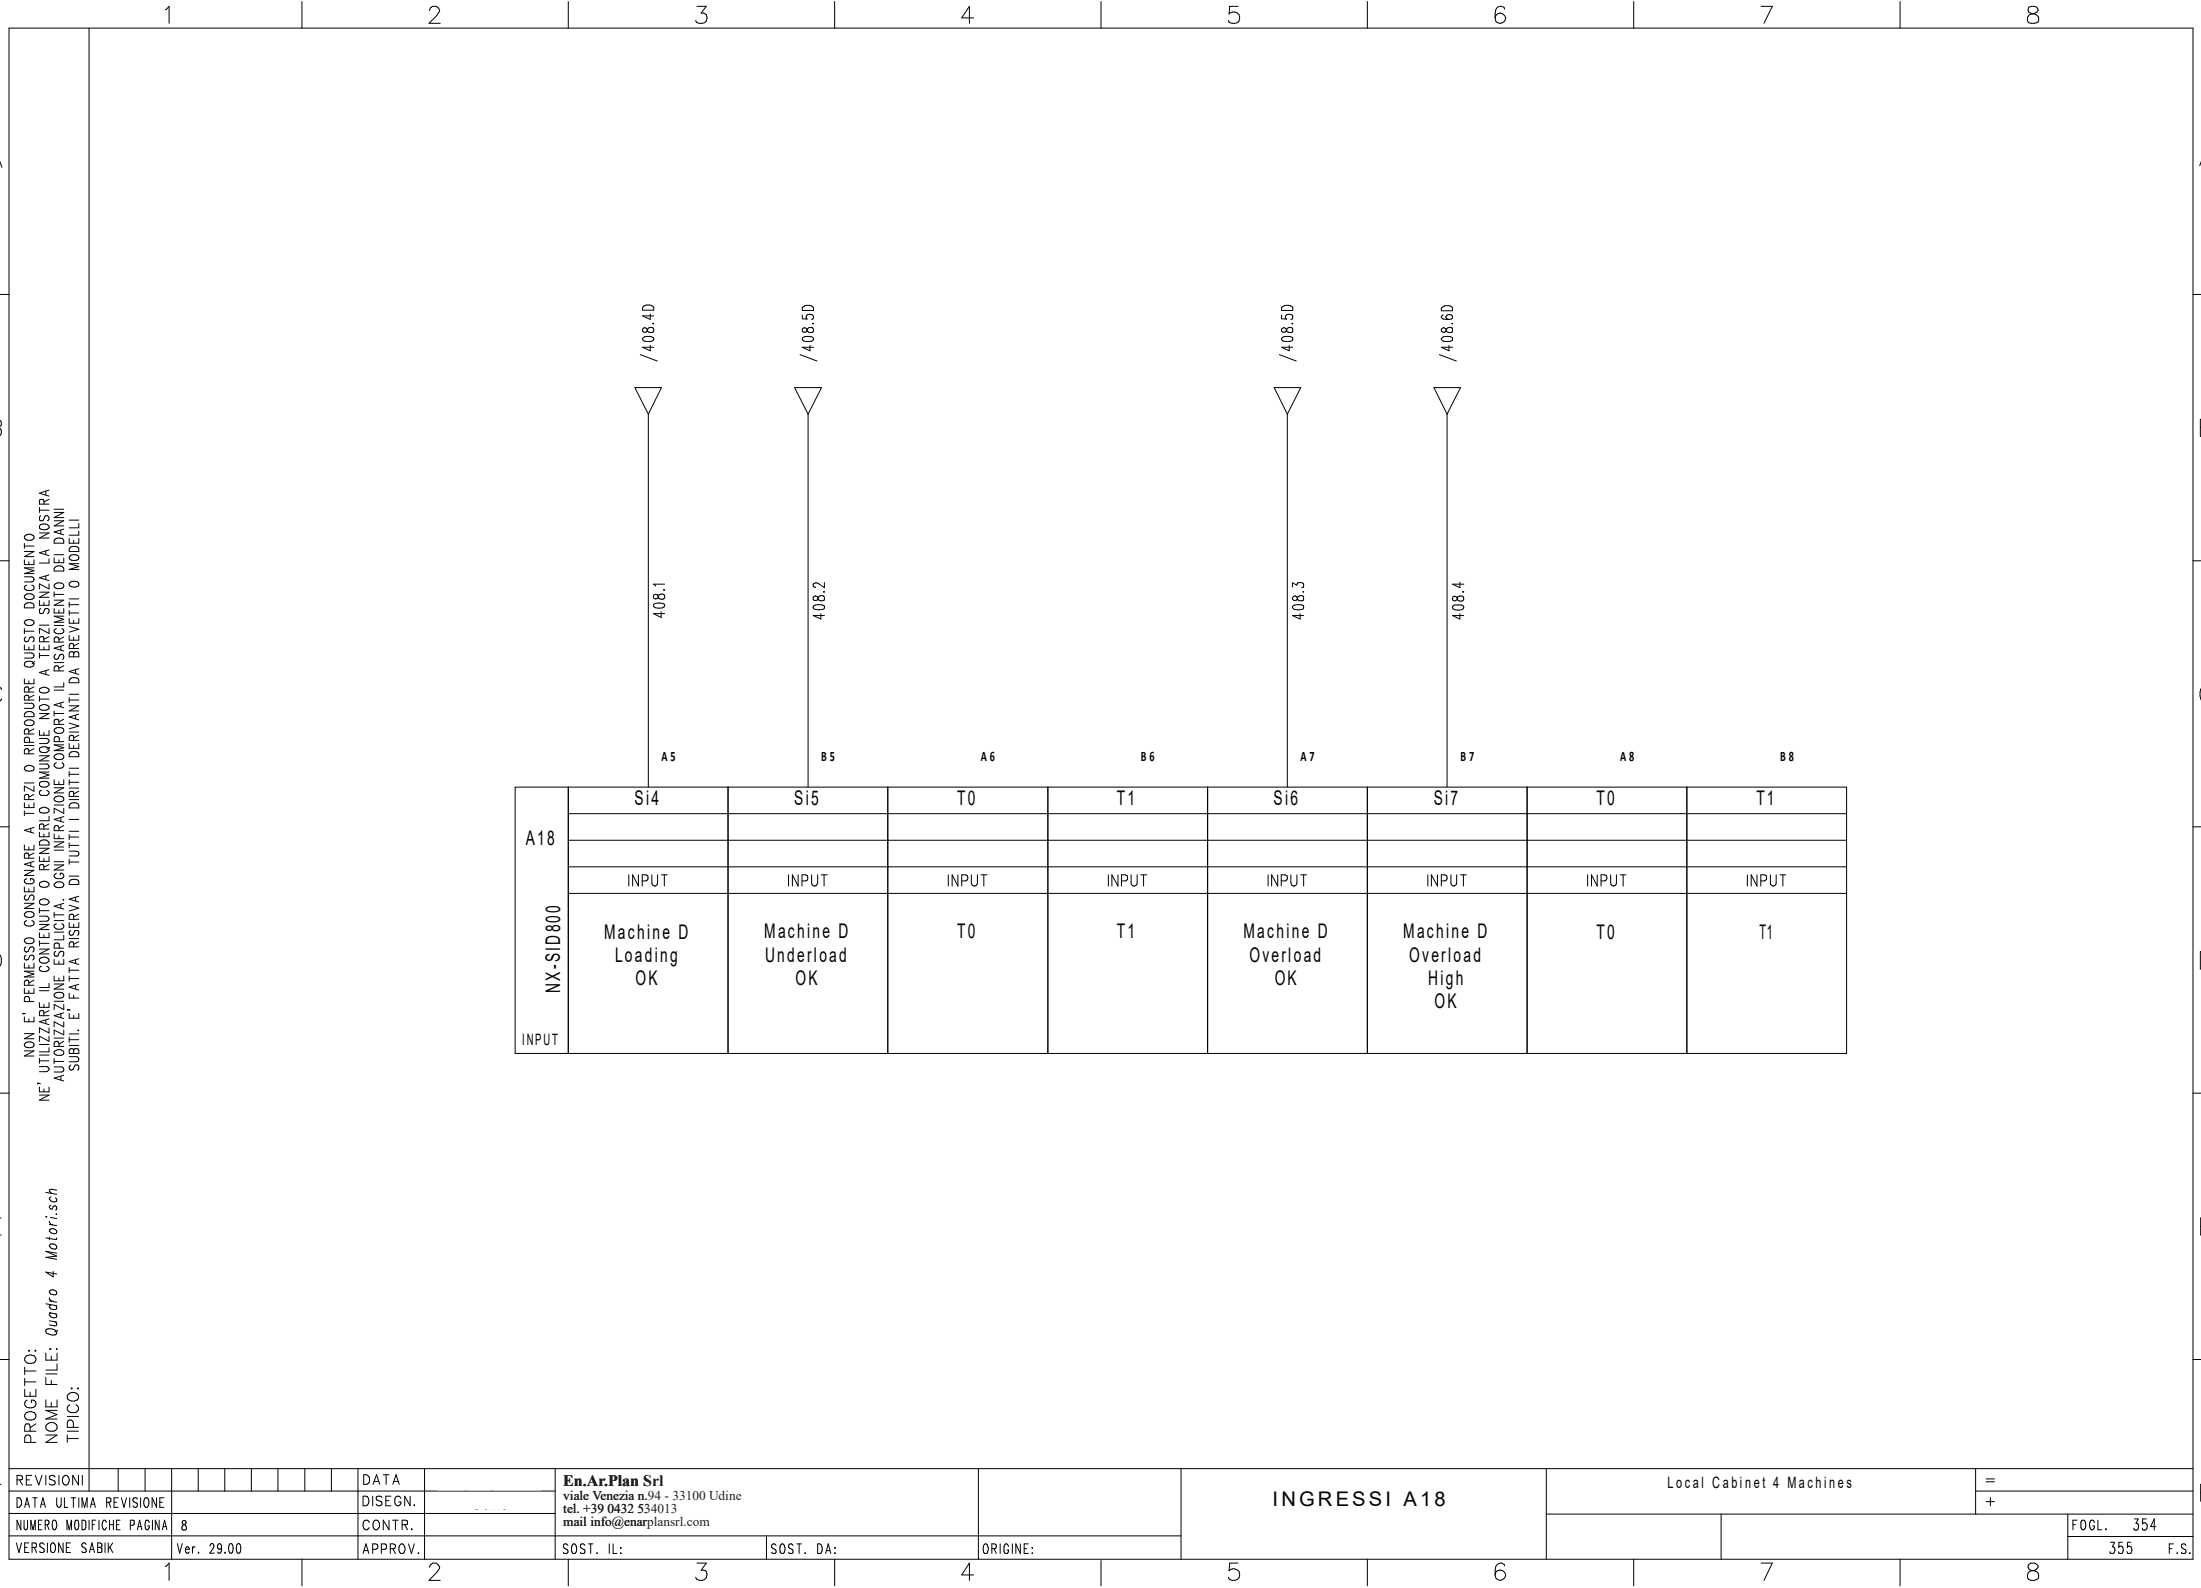 1 2 3 4 5 6 7 8
/408.4D /408.5D /408.5D /408.6D
408.1 408.2 408.3 408.4
A5 B5 A6 B6 A7 B7 A8 B8
Si4 Si5 T0 T1 Si6 Si7 T0 T1
A18
INPUT INPUT INPUT INPUT INPUT INPUT INPUT INPUT
NX-SID800
INPUT
Machine D
Loading
OK
Machine D
Underload
OK
T0
T1
Machine D
Overload
OK
Machine D
Overload
High
OK
T0
T1
NON E' PERMESSO CONSEGNARE A TERZI O RIPRODURRE QUESTO DOCUMENTO
NE' UTILIZZARE IL CONTENUTO O RENDERLO COMUNQUE NOTO A TERZI SENZA LA NOSTRA
AUTORIZZAZIONE ESPLICITA. OGNI INFRAZIONE COMPORTA IL RISARCIMENTO DEI DANNI
SUBITI. E' FATTA RISERVA DI TUTTI I DIRITTI DERIVANTI DA BREVETTI O MODELLI
PROGETTO:
NOME FILE: Quadro 4 Motori.sch
TIPICO:
REVISIONI
DATA ULTIMA REVISIONE
NUMERO MODIFICHE PAGINA 8
VERSIONE SABIK Ver. 29.00
DATA
DISEGN.
CONTR.
APPROV.
En.Ar.Plan Srl
viale Venezia n.94 - 33100 Udine
tel. +39 0432 534013
mail info@enarplansrl.com
SOST. IL: SOST. DA: ORIGINE:
INGRESSI A18
Local Cabinet 4 Machines
=
+
FOGL. 354
355 F.S.
1 2 3 4 5 6 7 8